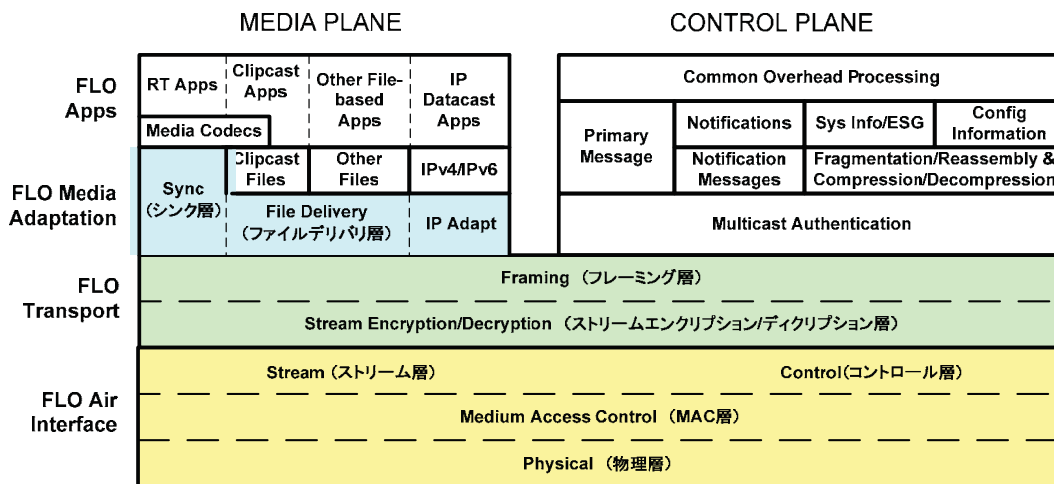 MEDIA PLANE
CONTROL PLANE
FLO
Apps
RT Apps
Clipcast
Apps
Other File-
based
Apps
IP
Datacast
Apps
Media Codecs
Common Overhead Processing
Primary
Message
Notifications
Sys Info/ESG
Config
Information
FLO Media
Adaptation
Sync
(シンク層)
Clipcast
Files
Other
Files
IPv4/IPv6
File Delivery
(ファイルデリバリ層)
IP Adapt
Notification
Messages
Fragmentation/Reassembly &
Compression/Decompression
Multicast Authentication
FLO
Transport
Framing (フレーミング層)
Stream Encryption/Decryption (ストリームエンクリプション/ディクリプション層)
FLO Air
Interface
Stream (ストリーム層)
Control(コントロール層)
Medium Access Control (MAC層)
Physical (物理層)